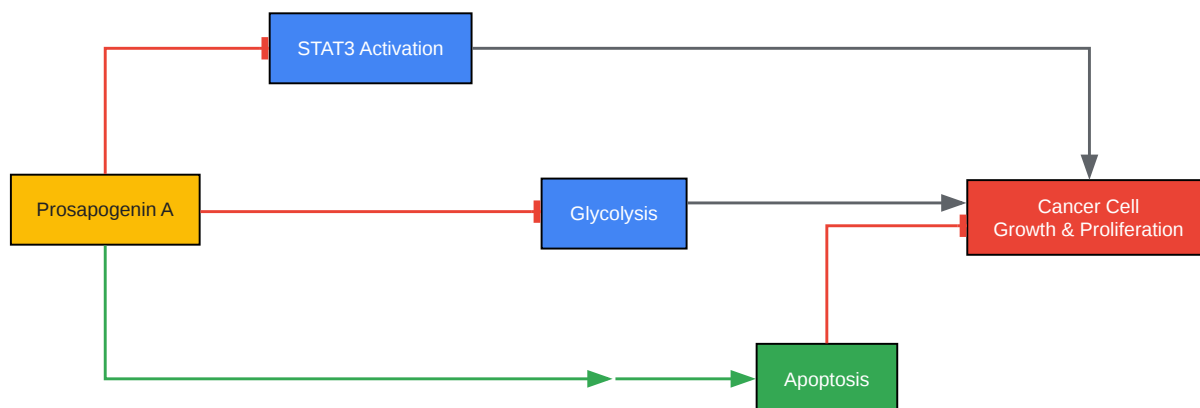 STAT3 Activation
Prosapogenin A
Glycolysis
Cancer Cell
Growth & Proliferation
Apoptosis